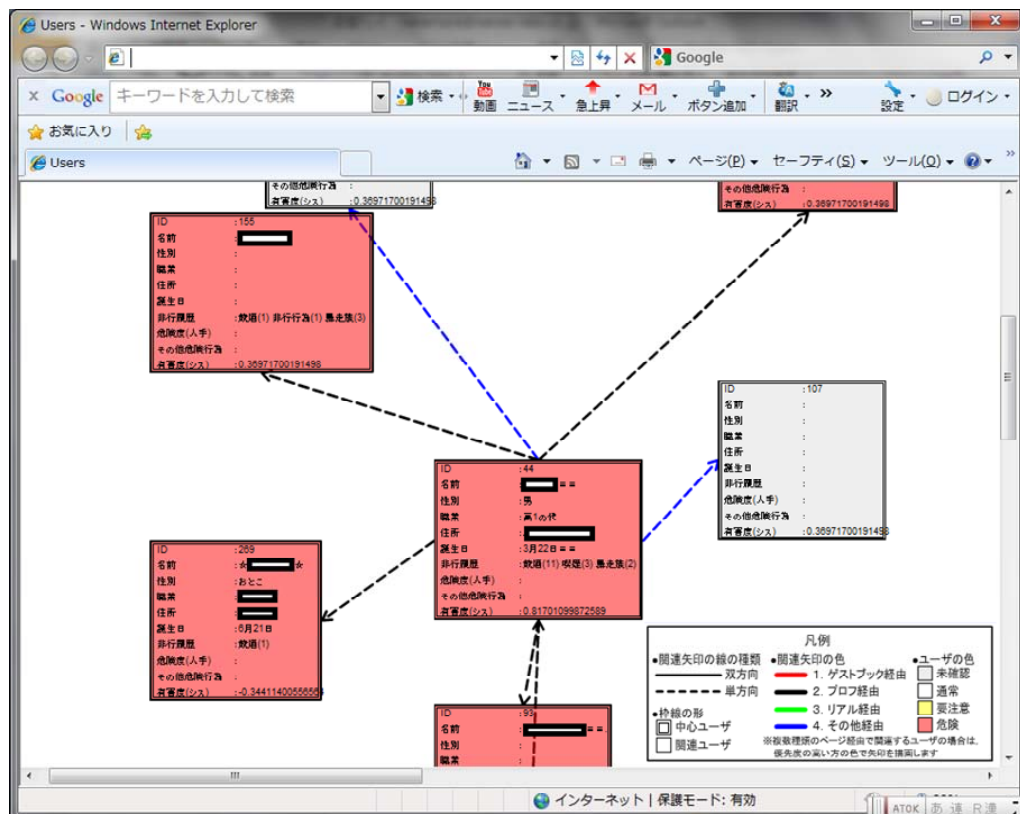 Users - Windows Internet Explorer
Google
Google
キーワードを入力して検索
検索
You Tube
動画
ニュース
急上昇
メール
ボタン追加
翻訳
設定
ログイン
お気に入り
Users
ページ(P)
セーフティ(S)
ツール(O)
その他危険行為 :
有害度(シス) :0.36971700191498
その他危険行為 :
有害度(シス) :0.36971700191498
ID :155
名前 :
性別 :
職業 :
住所 :
誕生日 :
非行履歴 :飲酒(1) 非行行為(1) 暴走族(3)
危険度(人手) :
その他危険行為 :
有害度(シス) :0.36971700191498
ID :107
名前 :
性別 :
職業 :
住所 :
誕生日 :
非行履歴 :
危険度(人手) :
その他危険行為 :
有害度(シス) :0.36971700191498
ID :44
名前 : ==
性別 :男
職業 :高1の代
住所 :
誕生日 :3月22日==
非行履歴 :飲酒(11) 喫煙(3) 暴走族(2)
危険度(人手) :
その他危険行為 :
有害度(シス) :0.81701099872589
ID :269
名前 :☆ ☆
性別 :おとこ
職業 :
住所 :
誕生日 :6月21日
非行履歴 :飲酒(1)
危険度(人手) :
その他危険行為 :
有害度(シス)
ID :93
名前 : ==
性別 :
職業
凡例
●関連矢印の線の種類
双方向
単方向
●枠線の形
中心ユーザ
関連ユーザ
●関連矢印の色
1. ゲストブック経由
2. プロフ経由
3. リアル経由
4. その他経由
●ユーザの色
未確認
通常
要注意
危険
※複数種類のページ経由で関連するユーザの場合は、
優先度の高い方の色で矢印を描画します
インターネット | 保護モード: 有効
ATOK あ 連 R漢